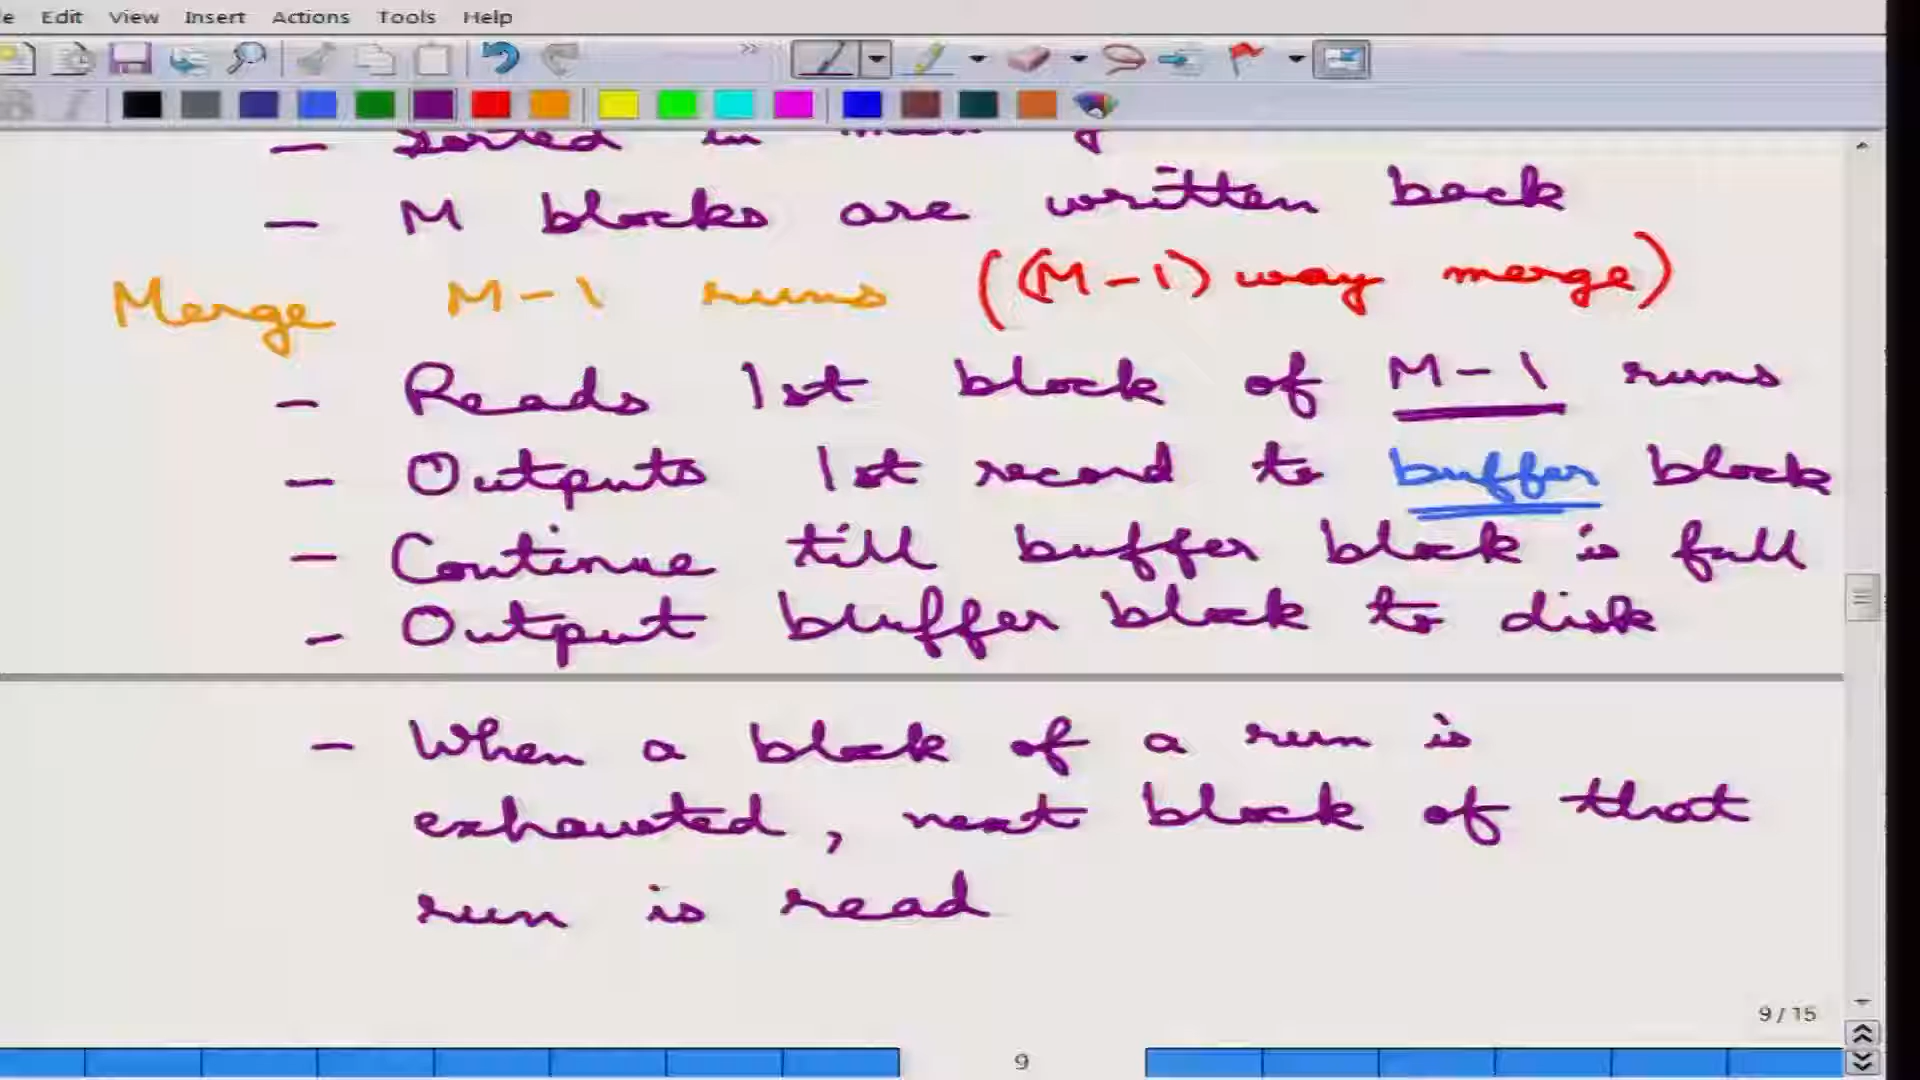 Edit View Insert Actions Tools Help
- Sorted in
- M blocks are written back
Merge M-1 runs ((M-1) way merge)
- Reads 1st block of M-1 runs
- Outputs 1st record to buffer block
- Continue till buffer block is full
- Output buffer block to disk
- When a block of a run is
exhausted, next block of that
run is read
9 / 15
9